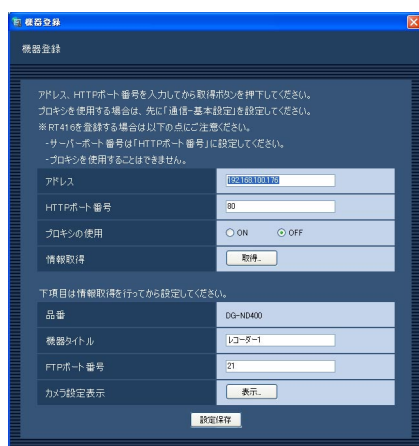 機器登録
機器登録
アドレス、HTTPポート番号を入力してから取得ボタンを押下してください。
プロキシを使用する場合は、先に「通信-基本設定」を設定してください。
※RT416を登録する場合は以下の点にご注意ください。
-サーバーポート番号は「HTTPポート番号」に設定してください。
-プロキシを使用することはできません。
アドレス 192.168.100.176
HTTPポート番号 80
プロキシの使用 ON OFF
情報取得 取得...
下項目は情報取得を行ってから設定してください。
品番 DG-ND400
機器タイトル レコーダー1
FTPポート番号 21
カメラ設定表示 表示...
設定保存